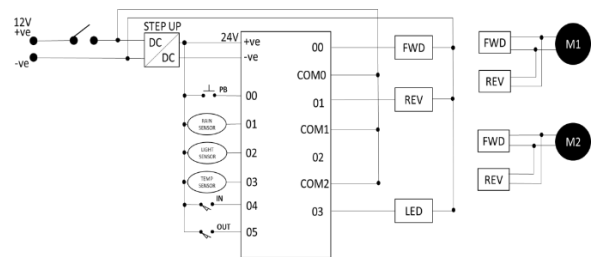 12V
+ve
-ve
STEP UP
DC
DC
24V
+ve
-ve
PB
00
RAIN
SENSOR
01
LIGHT
SENSOR
02
TEMP
SENSOR
03
IN
04
OUT
05
00
COM0
01
COM1
02
COM2
03
FWD
REV
LED
FWD
REV
M1
FWD
REV
M2